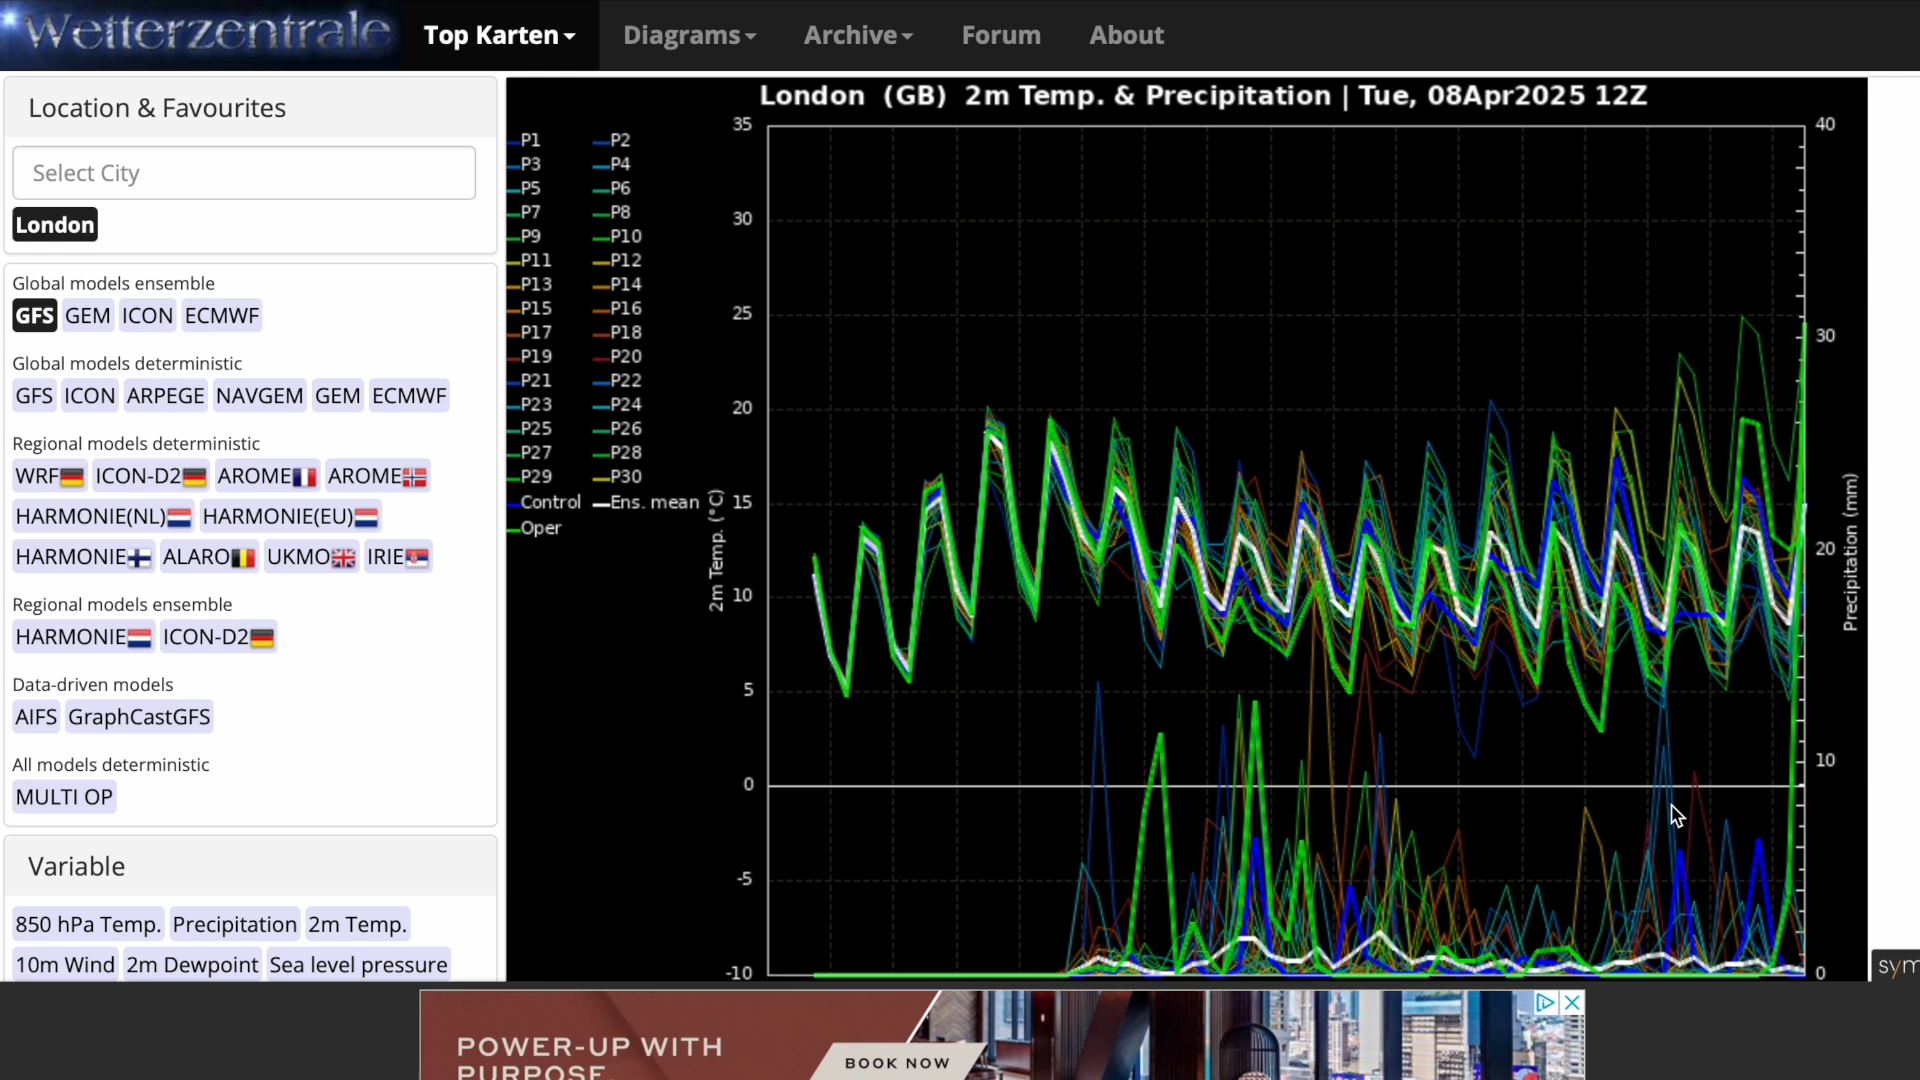 Wetterzentrale
Top Karten
Diagrams
Archive
Forum
About
Location & Favourites
Select City
London
Global models ensemble
GFS GEM ICON ECMWF
Global models deterministic
GFS ICON ARPEGE NAVGEM GEM ECMWF
Regional models deterministic
WRF ICON-D2 AROME AROME
HARMONIE(NL) HARMONIE(EU)
HARMONIE ALARO UKMO IRIE
Regional models ensemble
HARMONIE ICON-D2
Data-driven models
AIFS GraphCastGFS
All models deterministic
MULTI OP
Variable
850 hPa Temp. Precipitation 2m Temp.
10m Wind 2m Dewpoint Sea level pressure
London (GB) 2m Temp. & Precipitation | Tue, 08Apr2025 12Z
P1 P2
P3 P4
P5 P6
P7 P8
P9 P10
P11 P12
P13 P14
P15 P16
P17 P18
P19 P20
P21 P22
P23 P24
P25 P26
P27 P28
P29 P30
Control Ens. mean
Oper
2m Temp. (°C)
35
30
25
20
15
10
5
0
-5
-10
40
30
20
10
0
Precipitation (mm)
sym
POWER-UP WITH
PURPOSE.
BOOK NOW